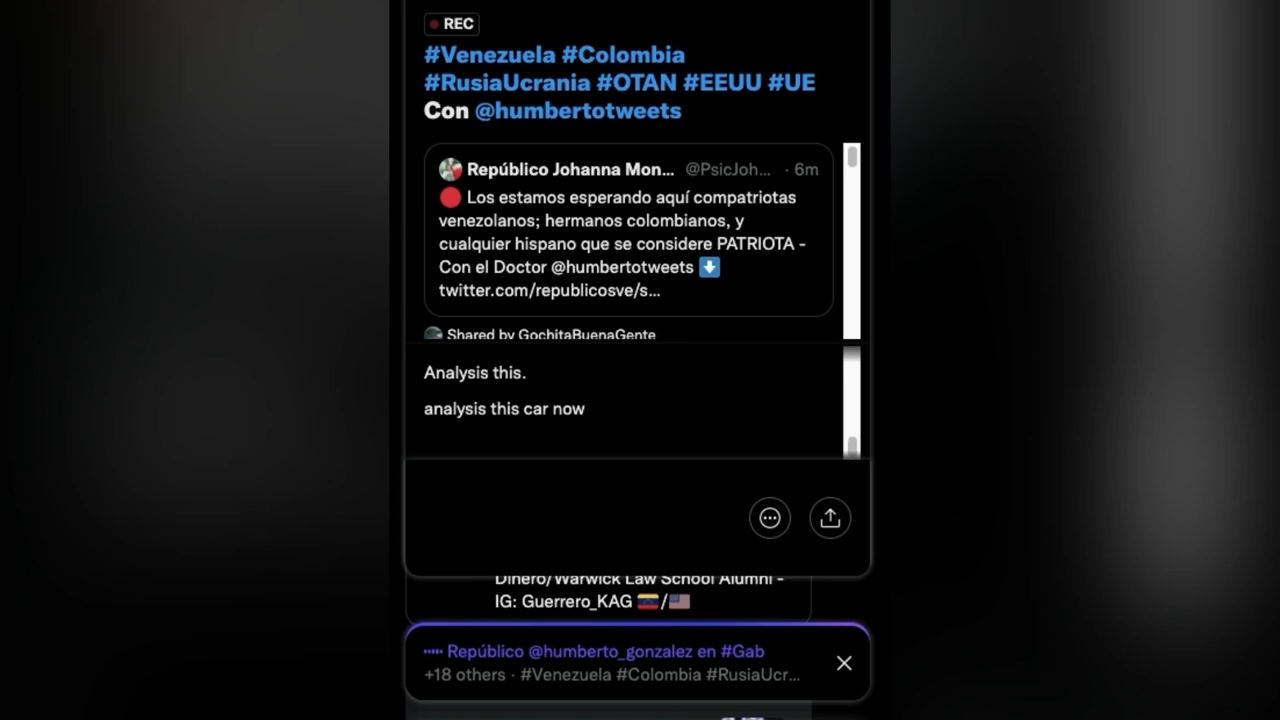 REC
#Venezuela #Colombia
#RusiaUcrania #OTAN #EEUU #UE
Con @humbertotweets
Repúblico Johanna Mon... @PsicJoh... · 6m
🔴 Los estamos esperando aquí compatriotas
venezolanos; hermanos colombianos, y
cualquier hispano que se considere PATRIOTA -
Con el Doctor @humbertotweets ⬇️
twitter.com/republicosve/s...
Shared by GochitaBuenaGente
Analysis this.
analysis this car now
Dinero/Warwick Law School Alumni -
IG: Guerrero_KAG 🇻🇪/🇺🇸
Repúblico @humberto_gonzalez en #Gab
+18 others · #Venezuela #Colombia #RusiaUcr...